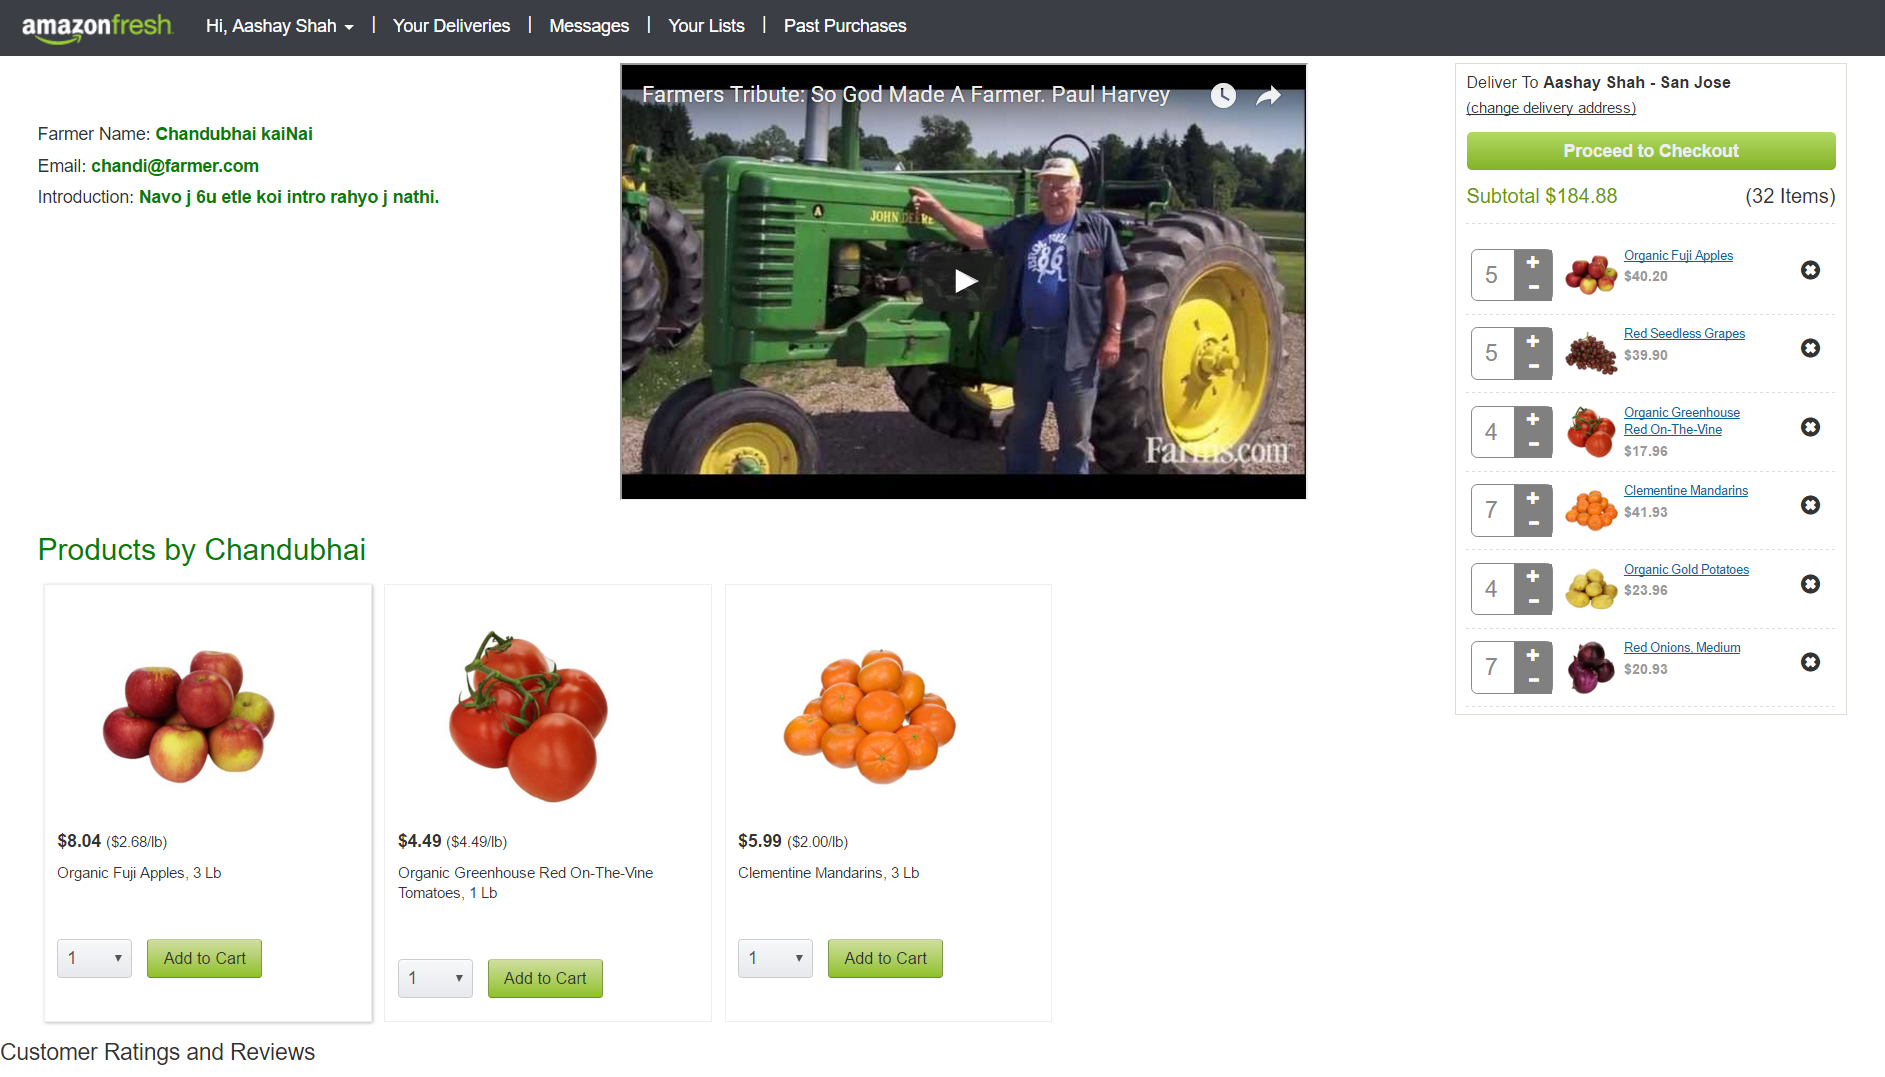 amazonfresh Hi, Aashay Shah | Your Deliveries | Messages | Your Lists | Past Purchases
Farmer Name: Chandubhai kaiNai
Email: chandi@farmer.com
Introduction: Navo j 6u etle koi intro rahyo j nathi.
Farmers Tribute: So God Made A Farmer. Paul Harvey
A
JOHN DEERE
86
Farms.com
Deliver To Aashay Shah - San Jose
(change delivery address)
Proceed to Checkout
Subtotal $184.88 (32 Items)
5 + - Organic Fuji Apples
$40.20
5 + - Red Seedless Grapes
$39.90
4 + - Organic Greenhouse
Red On-The-Vine
$17.96
7 + - Clementine Mandarins
$41.93
4 + - Organic Gold Potatoes
$23.96
7 + - Red Onions, Medium
$20.93
Products by Chandubhai
$8.04 ($2.68/lb)
Organic Fuji Apples, 3 Lb
1 Add to Cart
$4.49 ($4.49/lb)
Organic Greenhouse Red On-The-Vine
Tomatoes, 1 Lb
1 Add to Cart
$5.99 ($2.00/lb)
Clementine Mandarins, 3 Lb
1 Add to Cart
Customer Ratings and Reviews